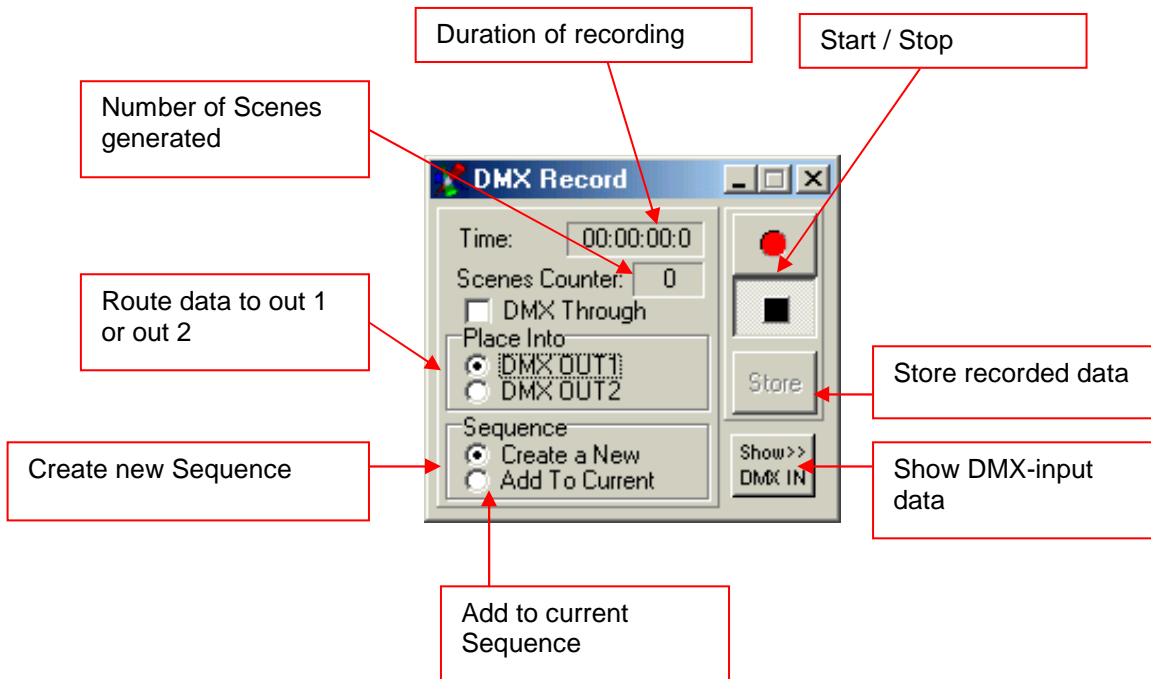 Duration of recording
Start / Stop
Number of Scenes
generated
DMX Record
Time: 00:00:00:0
Scenes Counter: 0
DMX Through
Route data to out 1
or out 2
Place Into
DMX OUT1
DMX OUT2
Store
Store recorded data
Sequence
Create a New
Add To Current
Create new Sequence
Show>>
DMX IN
Show DMX-input
data
Add to current
Sequence